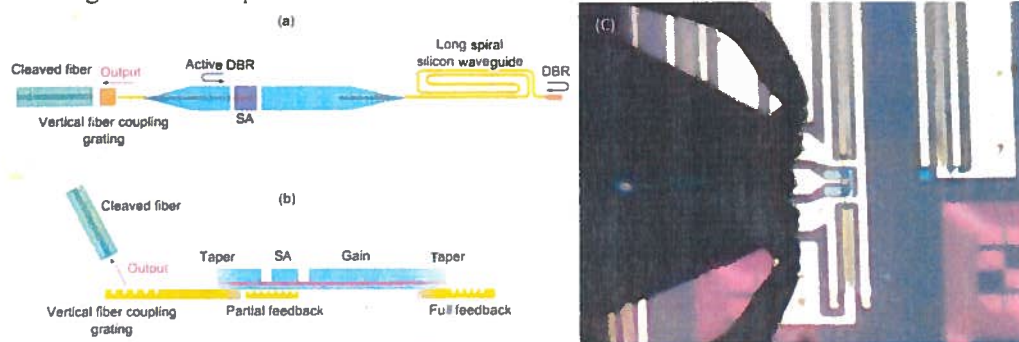 (a)
Cleaved fiber
Output
Active DBR
Long spiral
silicon waveguide
DBR
Vertical fiber coupling
grating
SA
(b)
Cleaved fiber
Output
Taper
SA
Gain
Taper
Vertical fiber coupling
grating
Partial feedback
Full feedback
(C)